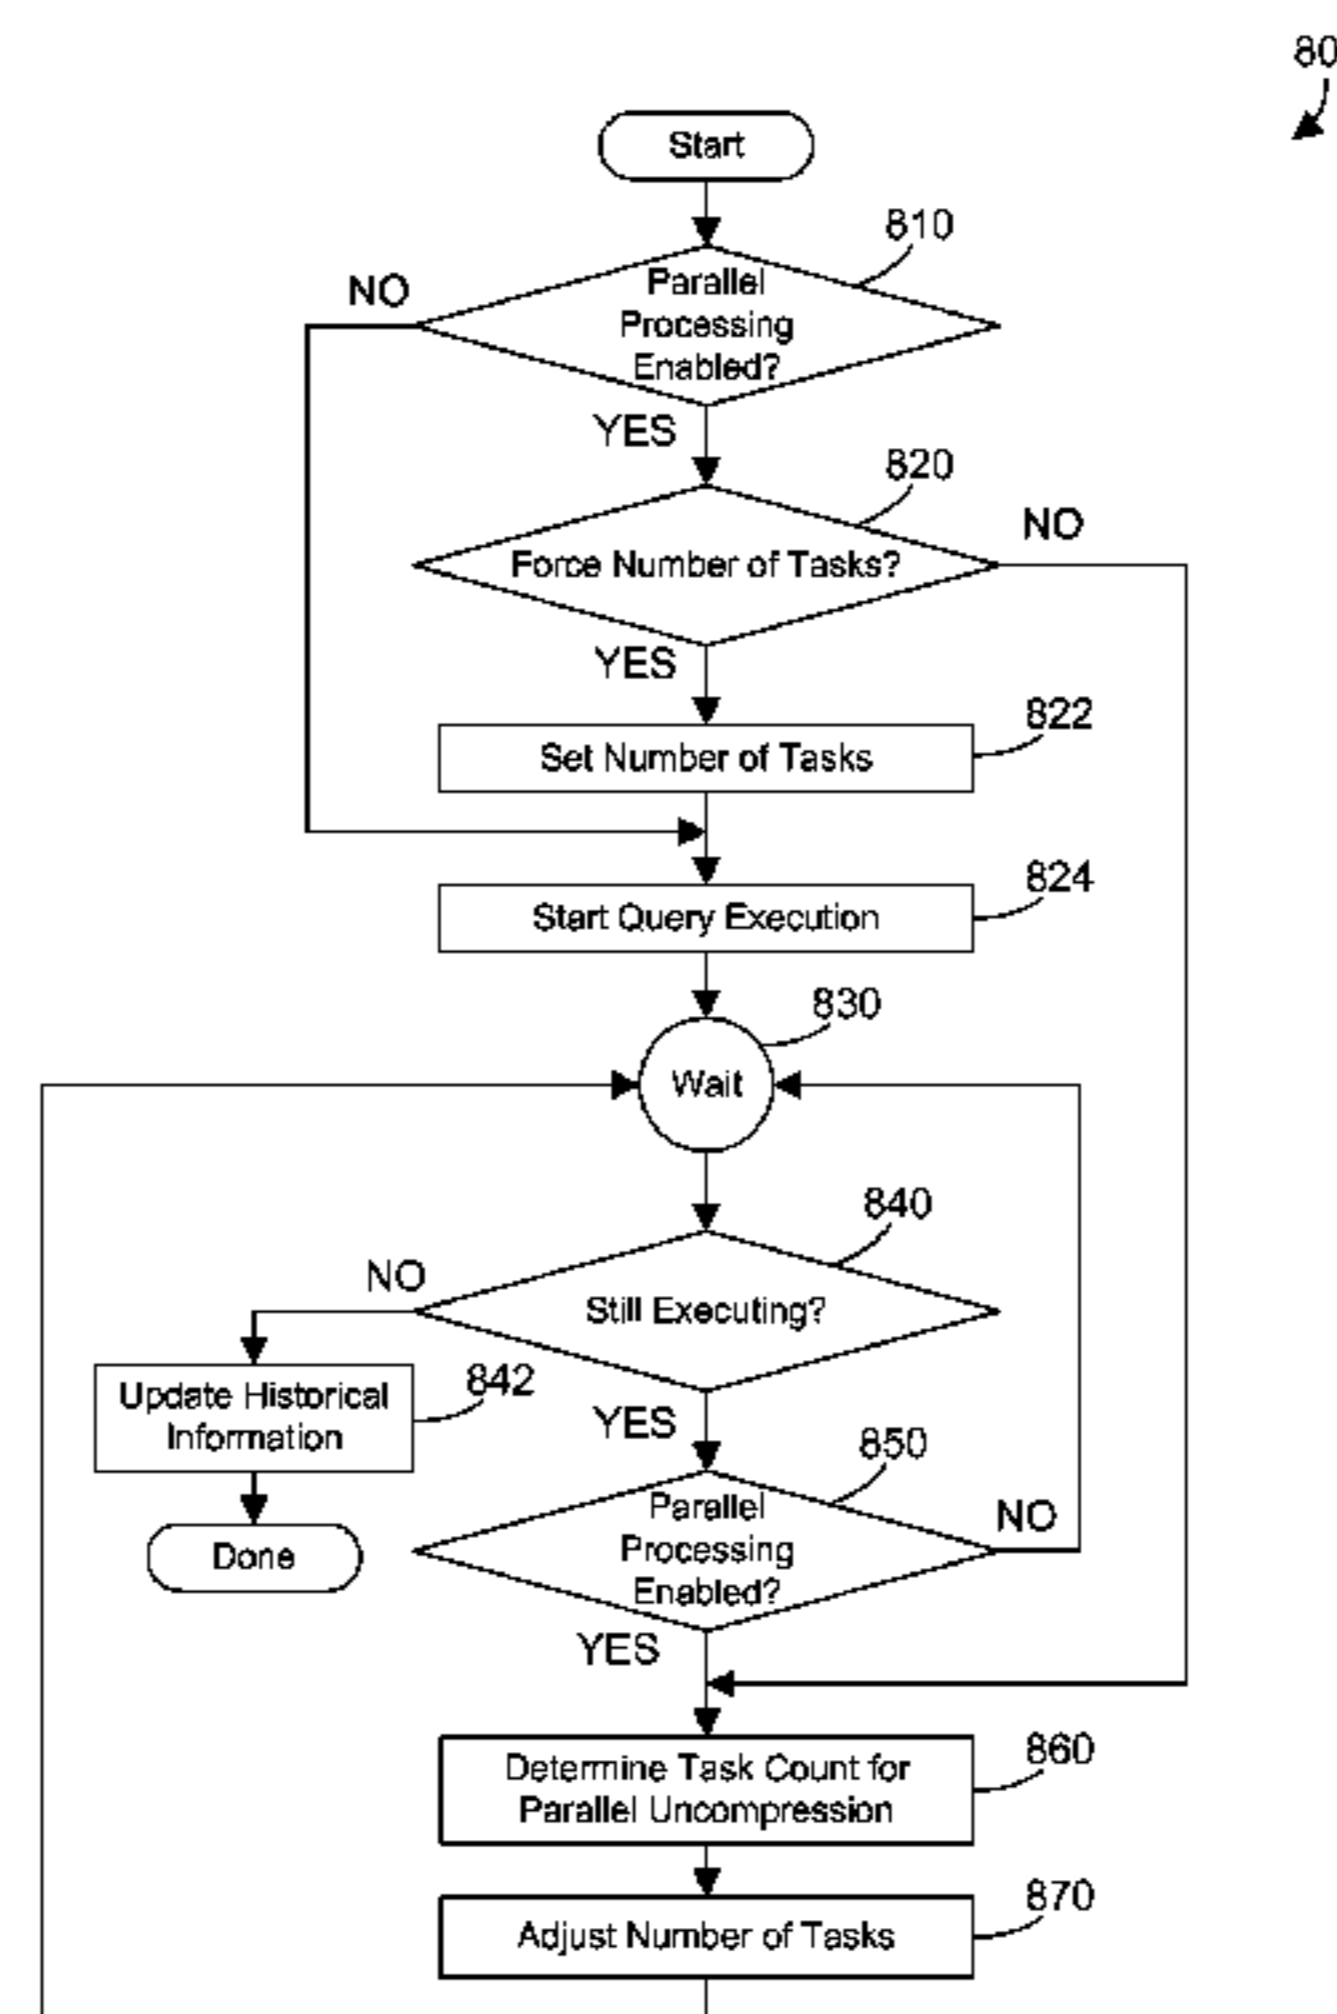 80
Start
810
Parallel
Processing
Enabled?
NO
YES
820
Force Number of Tasks?
NO
YES
822
Set Number of Tasks
824
Start Query Execution
830
Wait
840
Still Executing?
NO
YES
842
Update Historical
Information
Done
850
Parallel
Processing
Enabled?
NO
YES
860
Determine Task Count for
Parallel Uncompression
870
Adjust Number of Tasks